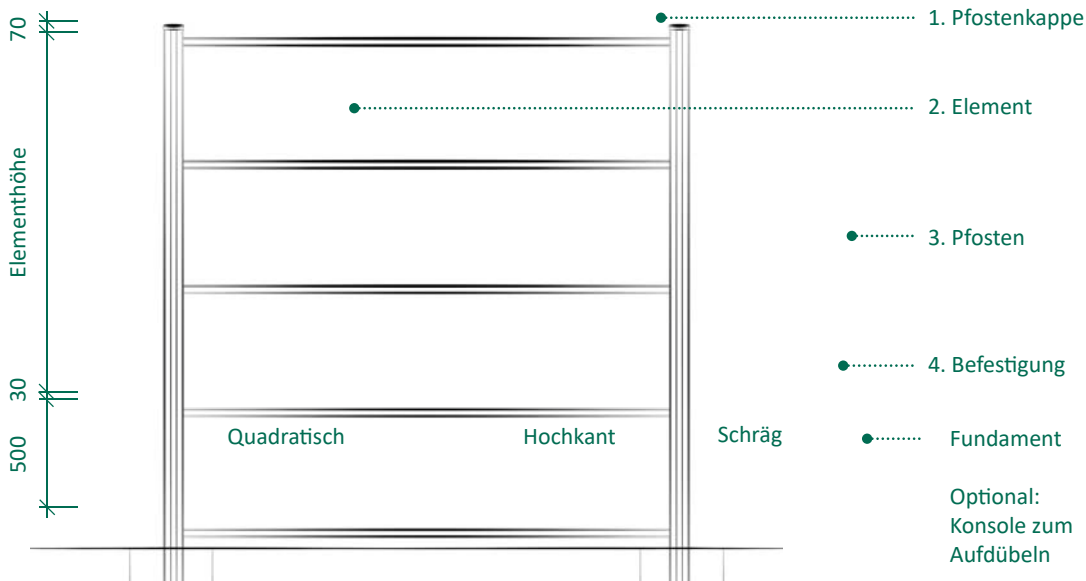 70
Elementhöhe
30
500
1. Pfostenkappe
2. Element
3. Pfosten
4. Befestigung
Quadratisch
Hochkant
Schräg
Fundament
Optional:
Konsole zum
Aufdübeln